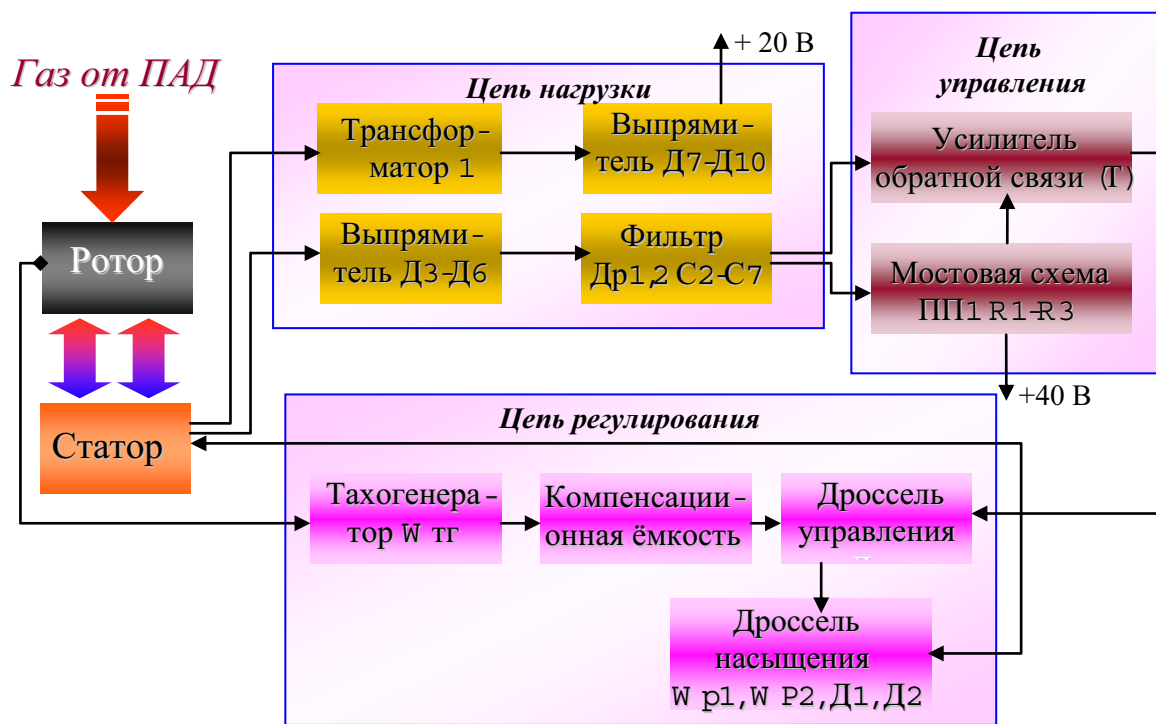 Газ от ПАД
Ротор
Статор
Цепь нагрузки
+ 20 В
Трансфор-
матор 1
Выпрями-
тель Д7-Д10
Выпрями-
тель Д3-Д6
Фильтр
Др1,2 С2-С7
Цепь
управления
Усилитель
обратной связи (Т)
Мостовая схема
ПП1 R1-R3
+40 В
Цепь регулирования
Тахогенера-
тор W тг
Компенсаци-
онная ёмкость
Дроссель
управления
Дроссель
насыщения
W р1,W Р2,Д1,Д2